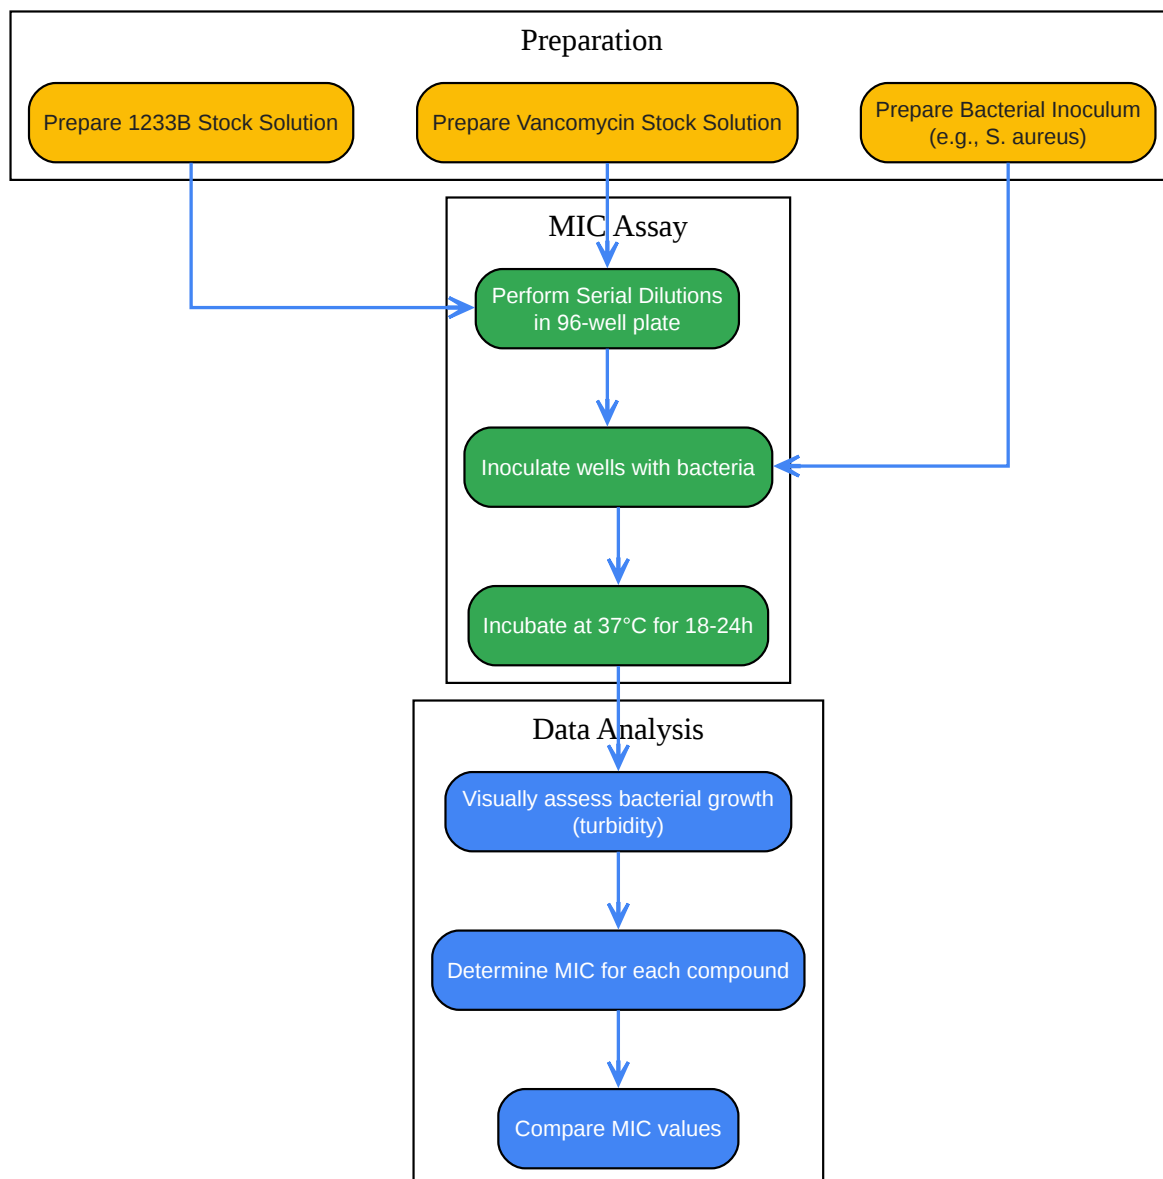 Preparation
Prepare 1233B Stock Solution
Prepare Vancomycin Stock Solution
Prepare Bacterial Inoculum
(e.g., S. aureus)
MIC Assay
Perform Serial Dilutions
in 96-well plate
Inoculate wells with bacteria
Incubate at 37°C for 18-24h
Data Analysis
Visually assess bacterial growth
(turbidity)
Determine MIC for each compound
Compare MIC values